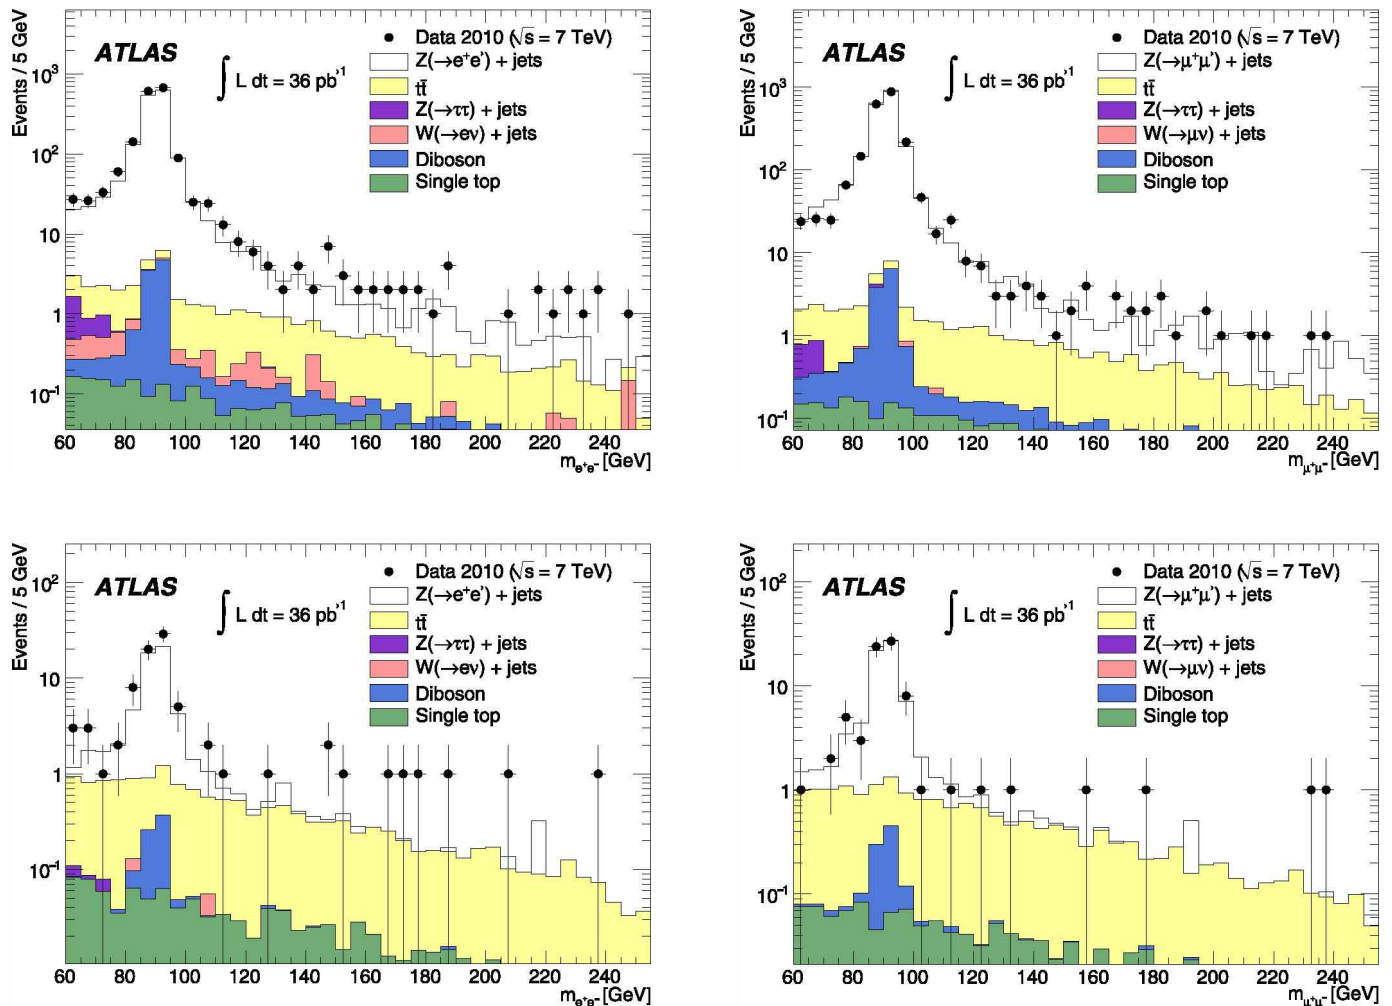 Events / 5 GeV
ATLAS
∫ L dt = 36 pb⁻¹
Data 2010 (√s = 7 TeV)
Z(→e⁺e⁻) + jets
tt̄
Z(→ττ) + jets
W(→eν) + jets
Diboson
Single top
10³
10²
10
1
10⁻¹
60 80 100 120 140 160 180 200 220 240
m_e⁺e⁻ [GeV]
Events / 5 GeV
ATLAS
∫ L dt = 36 pb⁻¹
Data 2010 (√s = 7 TeV)
Z(→μ⁺μ⁻) + jets
tt̄
Z(→ττ) + jets
W(→μν) + jets
Diboson
Single top
10³
10²
10
1
10⁻¹
60 80 100 120 140 160 180 200 220 240
m_μ⁺μ⁻ [GeV]
Events / 5 GeV
ATLAS
∫ L dt = 36 pb⁻¹
Data 2010 (√s = 7 TeV)
Z(→e⁺e⁻) + jets
tt̄
Z(→ττ) + jets
W(→eν) + jets
Diboson
Single top
10²
10
1
10⁻¹
60 80 100 120 140 160 180 200 220 240
m_e⁺e⁻ [GeV]
Events / 5 GeV
ATLAS
∫ L dt = 36 pb⁻¹
Data 2010 (√s = 7 TeV)
Z(→μ⁺μ⁻) + jets
tt̄
Z(→ττ) + jets
W(→μν) + jets
Diboson
Single top
10²
10
1
10⁻¹
60 80 100 120 140 160 180 200 220 240
m_μ⁺μ⁻ [GeV]